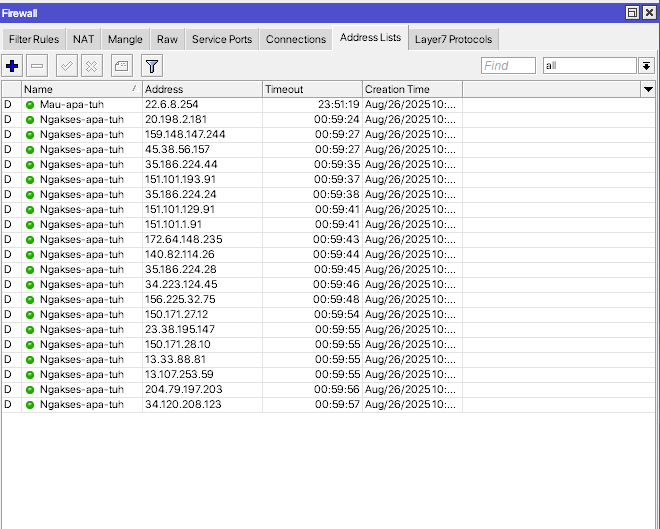 Firewall
Filter Rules NAT Mangle Raw Service Ports Connections Address Lists Layer7 Protocols
Find all
Name Address Timeout Creation Time
D Mau-apa-tuh 22.6.8.254 23:51:19 Aug/26/2025 10:...
D Ngakses-apa-tuh 20.198.2.181 00:59:24 Aug/26/2025 10:...
D Ngakses-apa-tuh 159.148.147.244 00:59:27 Aug/26/2025 10:...
D Ngakses-apa-tuh 45.38.56.157 00:59:27 Aug/26/2025 10:...
D Ngakses-apa-tuh 35.186.224.44 00:59:35 Aug/26/2025 10:...
D Ngakses-apa-tuh 151.101.193.91 00:59:37 Aug/26/2025 10:...
D Ngakses-apa-tuh 35.186.224.24 00:59:38 Aug/26/2025 10:...
D Ngakses-apa-tuh 151.101.129.91 00:59:41 Aug/26/2025 10:...
D Ngakses-apa-tuh 151.101.1.91 00:59:41 Aug/26/2025 10:...
D Ngakses-apa-tuh 172.64.148.235 00:59:43 Aug/26/2025 10:...
D Ngakses-apa-tuh 140.82.114.26 00:59:44 Aug/26/2025 10:...
D Ngakses-apa-tuh 35.186.224.28 00:59:45 Aug/26/2025 10:...
D Ngakses-apa-tuh 34.223.124.45 00:59:46 Aug/26/2025 10:...
D Ngakses-apa-tuh 156.225.32.75 00:59:48 Aug/26/2025 10:...
D Ngakses-apa-tuh 150.171.27.12 00:59:54 Aug/26/2025 10:...
D Ngakses-apa-tuh 23.38.195.147 00:59:55 Aug/26/2025 10:...
D Ngakses-apa-tuh 150.171.28.10 00:59:55 Aug/26/2025 10:...
D Ngakses-apa-tuh 13.33.88.81 00:59:55 Aug/26/2025 10:...
D Ngakses-apa-tuh 13.107.253.59 00:59:55 Aug/26/2025 10:...
D Ngakses-apa-tuh 204.79.197.203 00:59:56 Aug/26/2025 10:...
D Ngakses-apa-tuh 34.120.208.123 00:59:57 Aug/26/2025 10:...